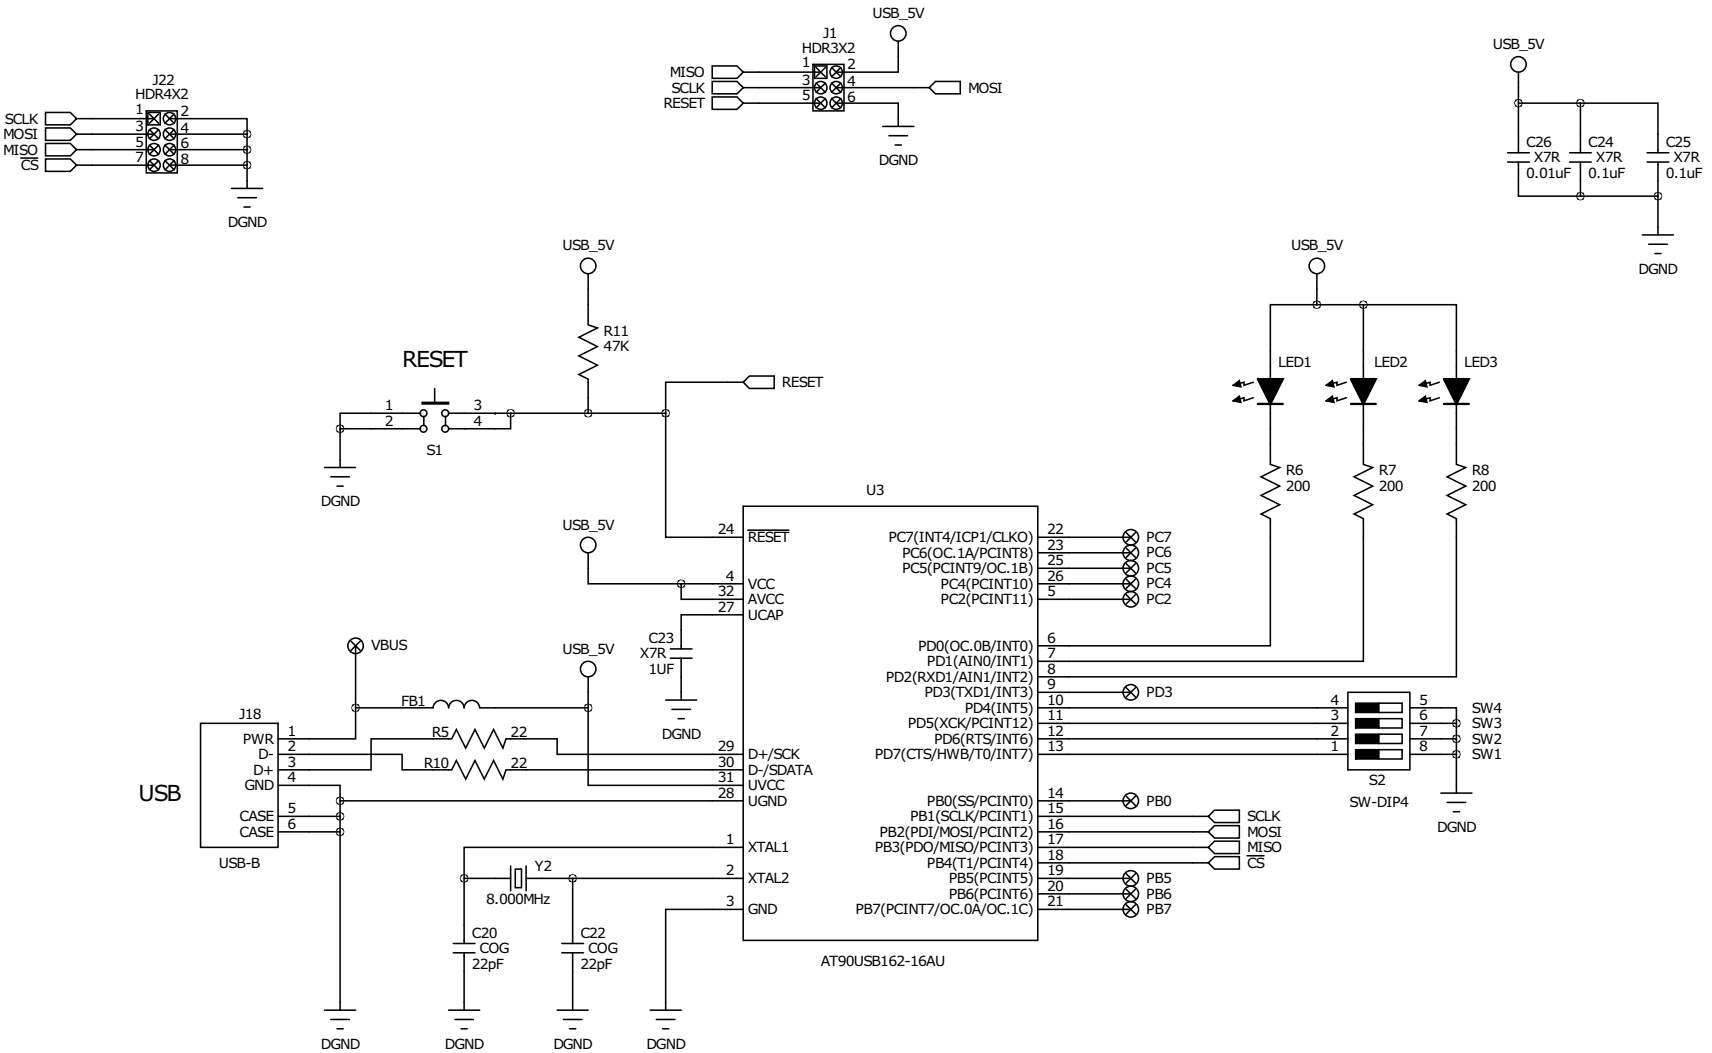 USB_5V
J1
HDR3X2
MISO 1 2
SCLK 3 4 MOSI
RESET 5 6
DGND
J22
HDR4X2
SCLK 1 2
MOSI 3 4
MISO 5 6
CS 7 8
DGND
USB_5V
C26 C24 C25
X7R X7R X7R
0.01uF 0.1uF 0.1uF
DGND
USB_5V
R11
47K
RESET
RESET
1 3
2 4
S1
DGND
USB_5V
LED1 LED2 LED3
R6 R7 R8
200 200 200
U3
USB_5V
24 RESET
4 VCC
32 AVCC
27 UCAP
C23
X7R
1UF
DGND
VBUS
USB_5V
FB1
J18
PWR 1
D- 2
D+ 3
GND 4
CASE 5
CASE 6
USB
USB-B
R5 22
R10 22
29 D+/SCK
30 D-/SDATA
31 UVCC
28 UGND
1 XTAL1
2 XTAL2
3 GND
Y2
8.000MHz
C20 C22
COG COG
22pF 22pF
DGND DGND DGND DGND
PC7(INT4/ICP1/CLKO) 22 PC7
PC6(OC.1A/PCINT8) 23 PC6
PC5(PCINT9/OC.1B) 25 PC5
PC4(PCINT10) 26 PC4
PC2(PCINT11) 5 PC2
PD0(OC.0B/INT0) 6
PD1(AIN0/INT1) 7
PD2(RXD1/AIN1/INT2) 8
PD3(TXD1/INT3) 9 PD3
PD4(INT5) 10 4 5 SW4
PD5(XCK/PCINT12) 11 3 6 SW3
PD6(RTS/INT6) 12 2 7 SW2
PD7(CTS/HWB/T0/INT7) 13 1 8 SW1
S2
SW-DIP4
DGND
PB0(SS/PCINT0) 14 PB0
PB1(SCLK/PCINT1) 15 SCLK
PB2(PDI/MOSI/PCINT2) 16 MOSI
PB3(PDO/MISO/PCINT3) 17 MISO
PB4(T1/PCINT4) 18 CS
PB5(PCINT5) 19 PB5
PB6(PCINT6) 20 PB6
PB7(PCINT7/OC.0A/OC.1C) 21 PB7
AT90USB162-16AU